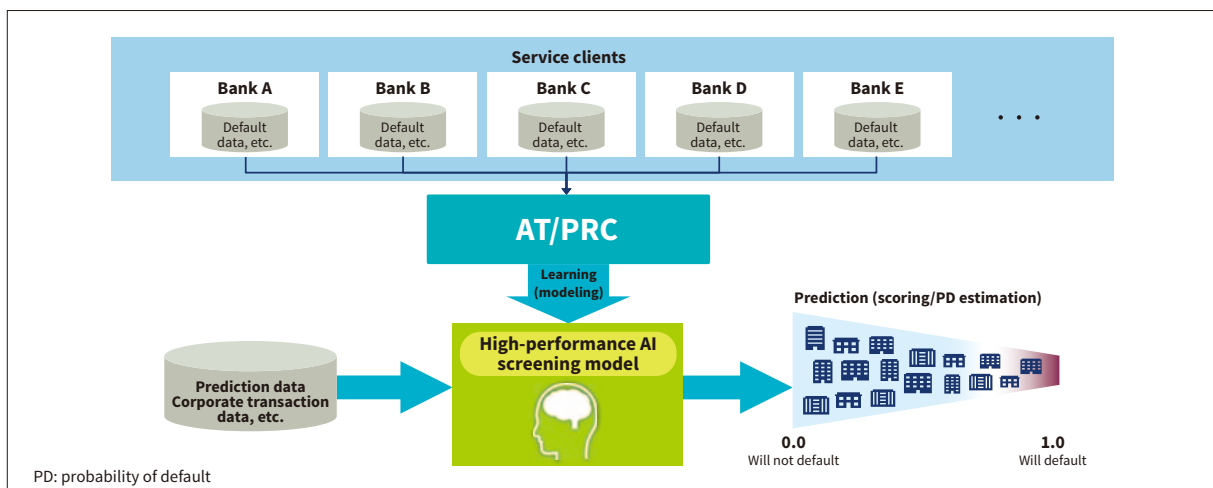 Service clients
Bank A
Bank B
Bank C
Bank D
Bank E
Default
data, etc.
Default
data, etc.
Default
data, etc.
Default
data, etc.
Default
data, etc.
. . .
AT/PRC
Learning
(modeling)
Prediction (scoring/PD estimation)
High-performance AI
screening model
Prediction data
Corporate transaction
data, etc.
0.0
Will not default
1.0
Will default
PD: probability of default